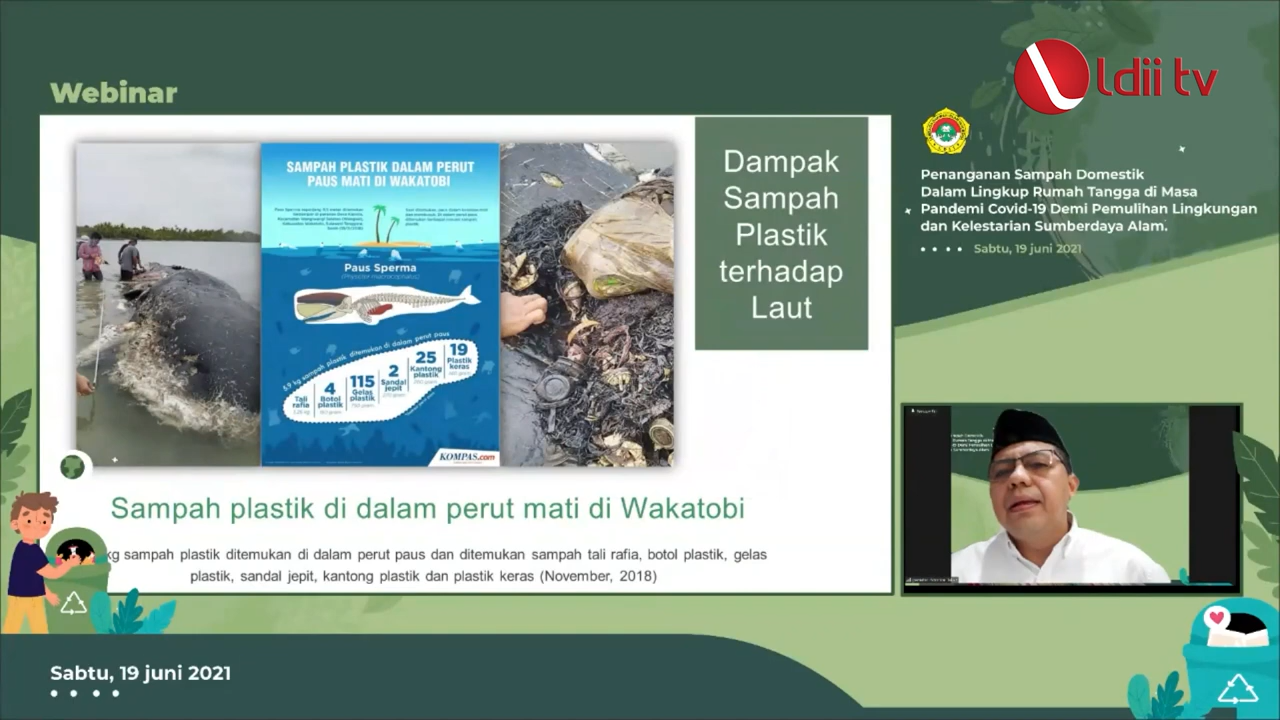 Webinar
ldii tv
Penanganan Sampah Domestik
Dalam Lingkup Rumah Tangga di Masa
Pandemi Covid-19 Demi Pemulihan Lingkungan
dan Kelestarian Sumberdaya Alam.
Sabtu, 19 juni 2021
SAMPAH PLASTIK DALAM PERUT
PAUS MATI DI WAKATOBI
Paus Sperma
5,9 kg sampah plastik ditemukan di dalam perut paus
Tali
rafia
4
Botol
plastik
115
Gelas
plastik
2
Sandal
jepit
25
Kantong
plastik
19
Plastik
keras
KOMPAS.com
Dampak
Sampah
Plastik
terhadap
Laut
Sampah plastik di dalam perut mati di Wakatobi
kg sampah plastik ditemukan di dalam perut paus dan ditemukan sampah tali rafia, botol plastik, gelas
plastik, sandal jepit, kantong plastik dan plastik keras (November, 2018)
Sabtu, 19 juni 2021